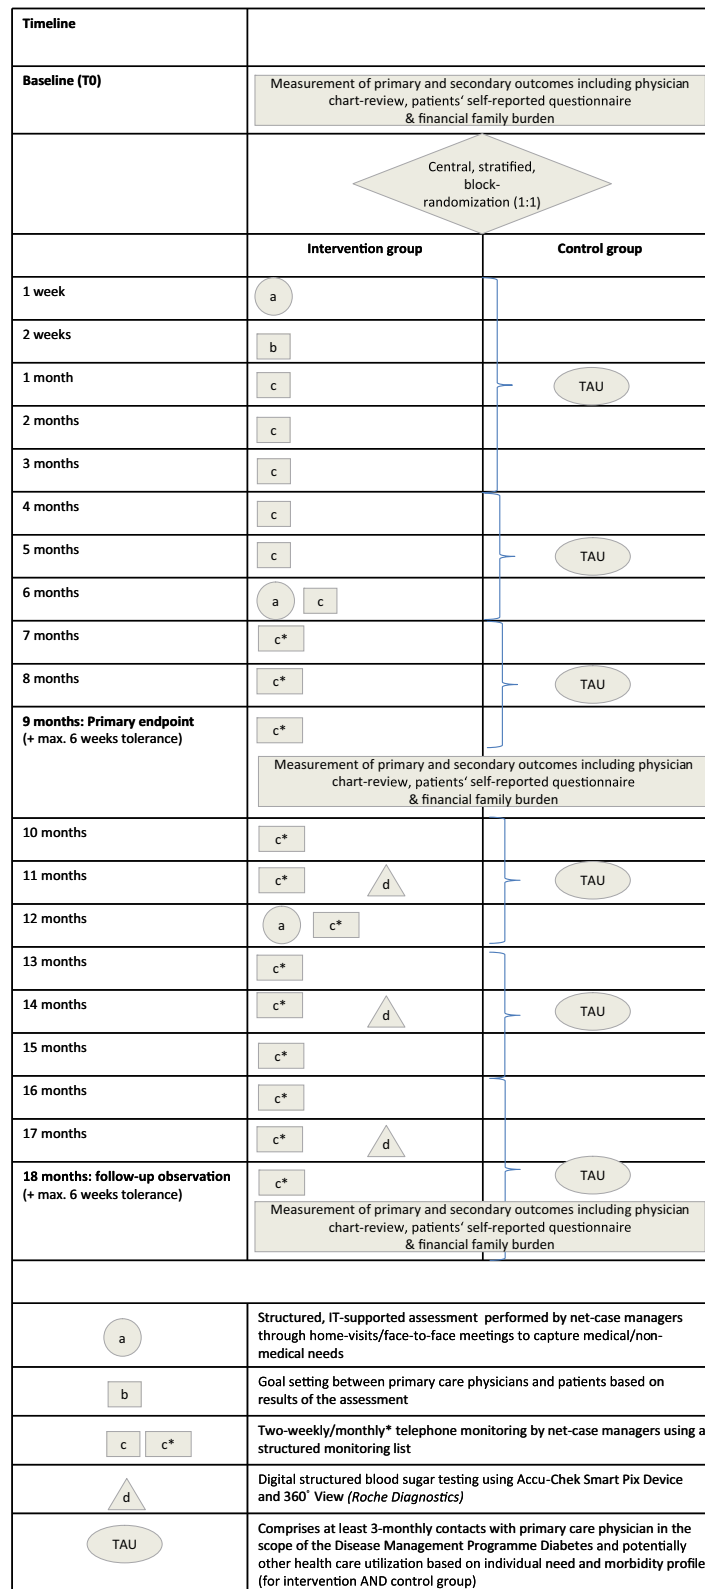 Timeline
Baseline (T0)
Measurement of primary and secondary outcomes including physician
chart-review, patients‘ self-reported questionnaire
& financial family burden
Central, stratified,
block-
randomization (1:1)
Intervention group
Control group
1 week
a
2 weeks
b
1 month
c
TAU
2 months
c
3 months
c
4 months
c
5 months
c
TAU
6 months
a
c
7 months
c*
8 months
c*
TAU
9 months: Primary endpoint
(+ max. 6 weeks tolerance)
c*
Measurement of primary and secondary outcomes including physician
chart-review, patients‘ self-reported questionnaire
& financial family burden
10 months
c*
11 months
c*
d
TAU
12 months
a
c*
13 months
c*
14 months
c*
d
TAU
15 months
c*
16 months
c*
17 months
c*
d
18 months: follow-up observation
(+ max. 6 weeks tolerance)
c*
TAU
Measurement of primary and secondary outcomes including physician
chart-review, patients‘ self-reported questionnaire
& financial family burden
a
Structured, IT-supported assessment performed by net-case managers
through home-visits/face-to-face meetings to capture medical/non-
medical needs
b
Goal setting between primary care physicians and patients based on
results of the assessment
c
c*
Two-weekly/monthly* telephone monitoring by net-case managers using a
structured monitoring list
d
Digital structured blood sugar testing using Accu-Chek Smart Pix Device
and 360° View (Roche Diagnostics)
TAU
Comprises at least 3-monthly contacts with primary care physician in the
scope of the Disease Management Programme Diabetes and potentially
other health care utilization based on individual need and morbidity profile
(for intervention AND control group)